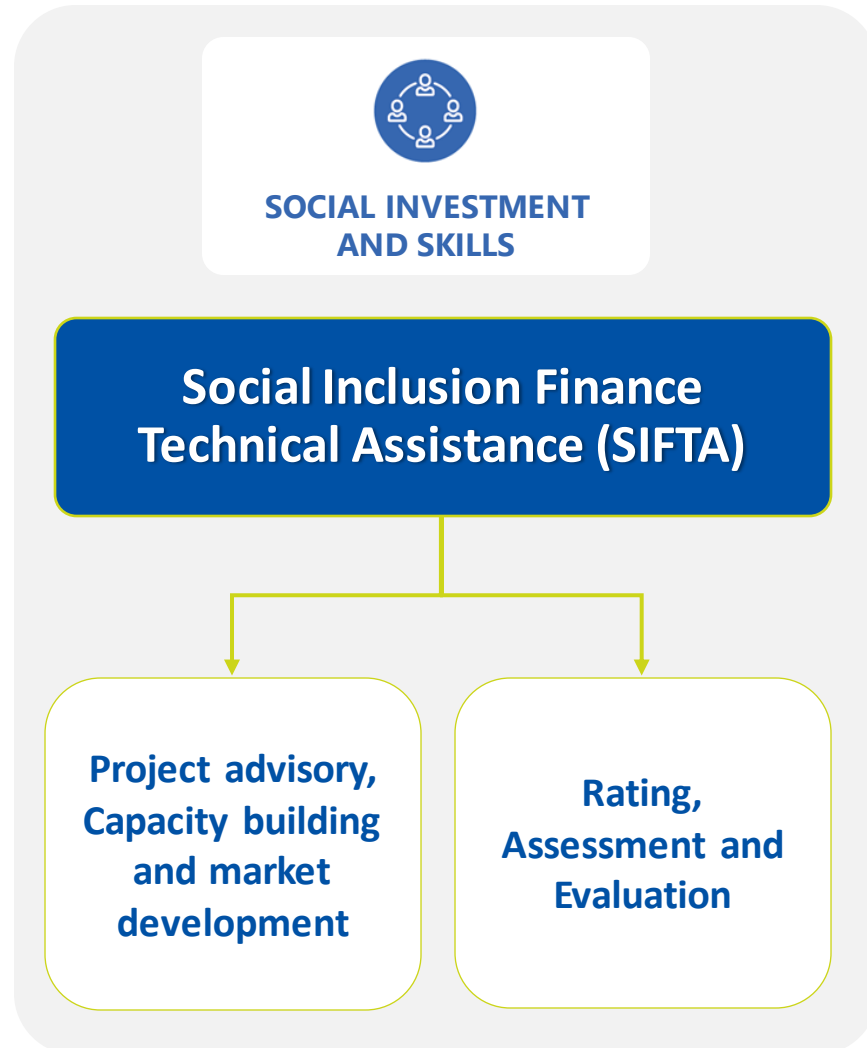 SOCIAL INVESTMENT
AND SKILLS
Social Inclusion Finance
Technical Assistance (SIFTA)
Project advisory,
Capacity building
and market
development
Rating,
Assessment and
Evaluation